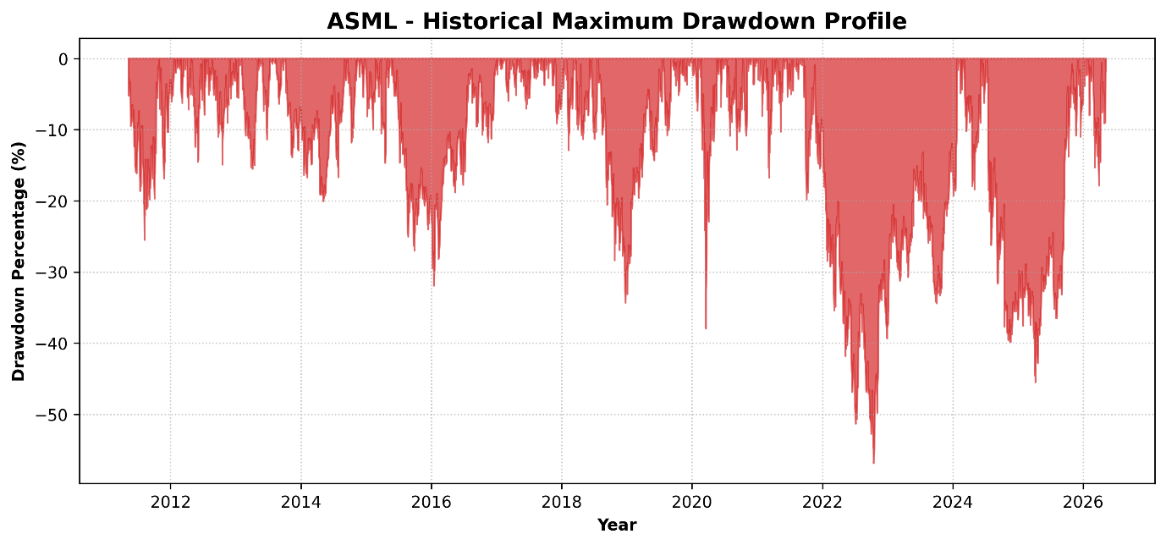 ASML - Historical Maximum Drawdown Profile
0
−10
−20
−30
−40
−50
Drawdown Percentage (%)
2012 2014 2016 2018 2020 2022 2024 2026
Year